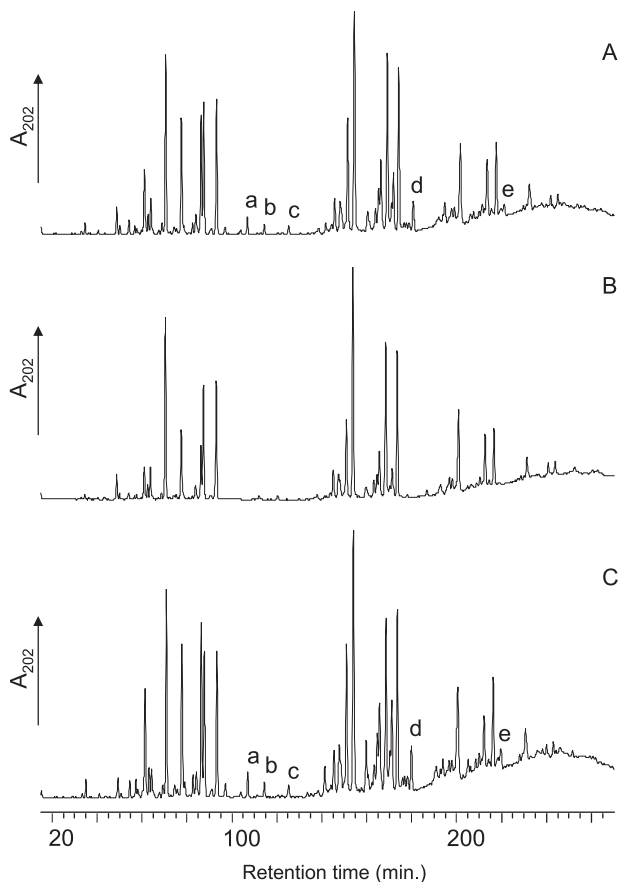 A
A202
a b c d e
B
A202
C
A202
a b c d e
20 100 200
Retention time (min.)